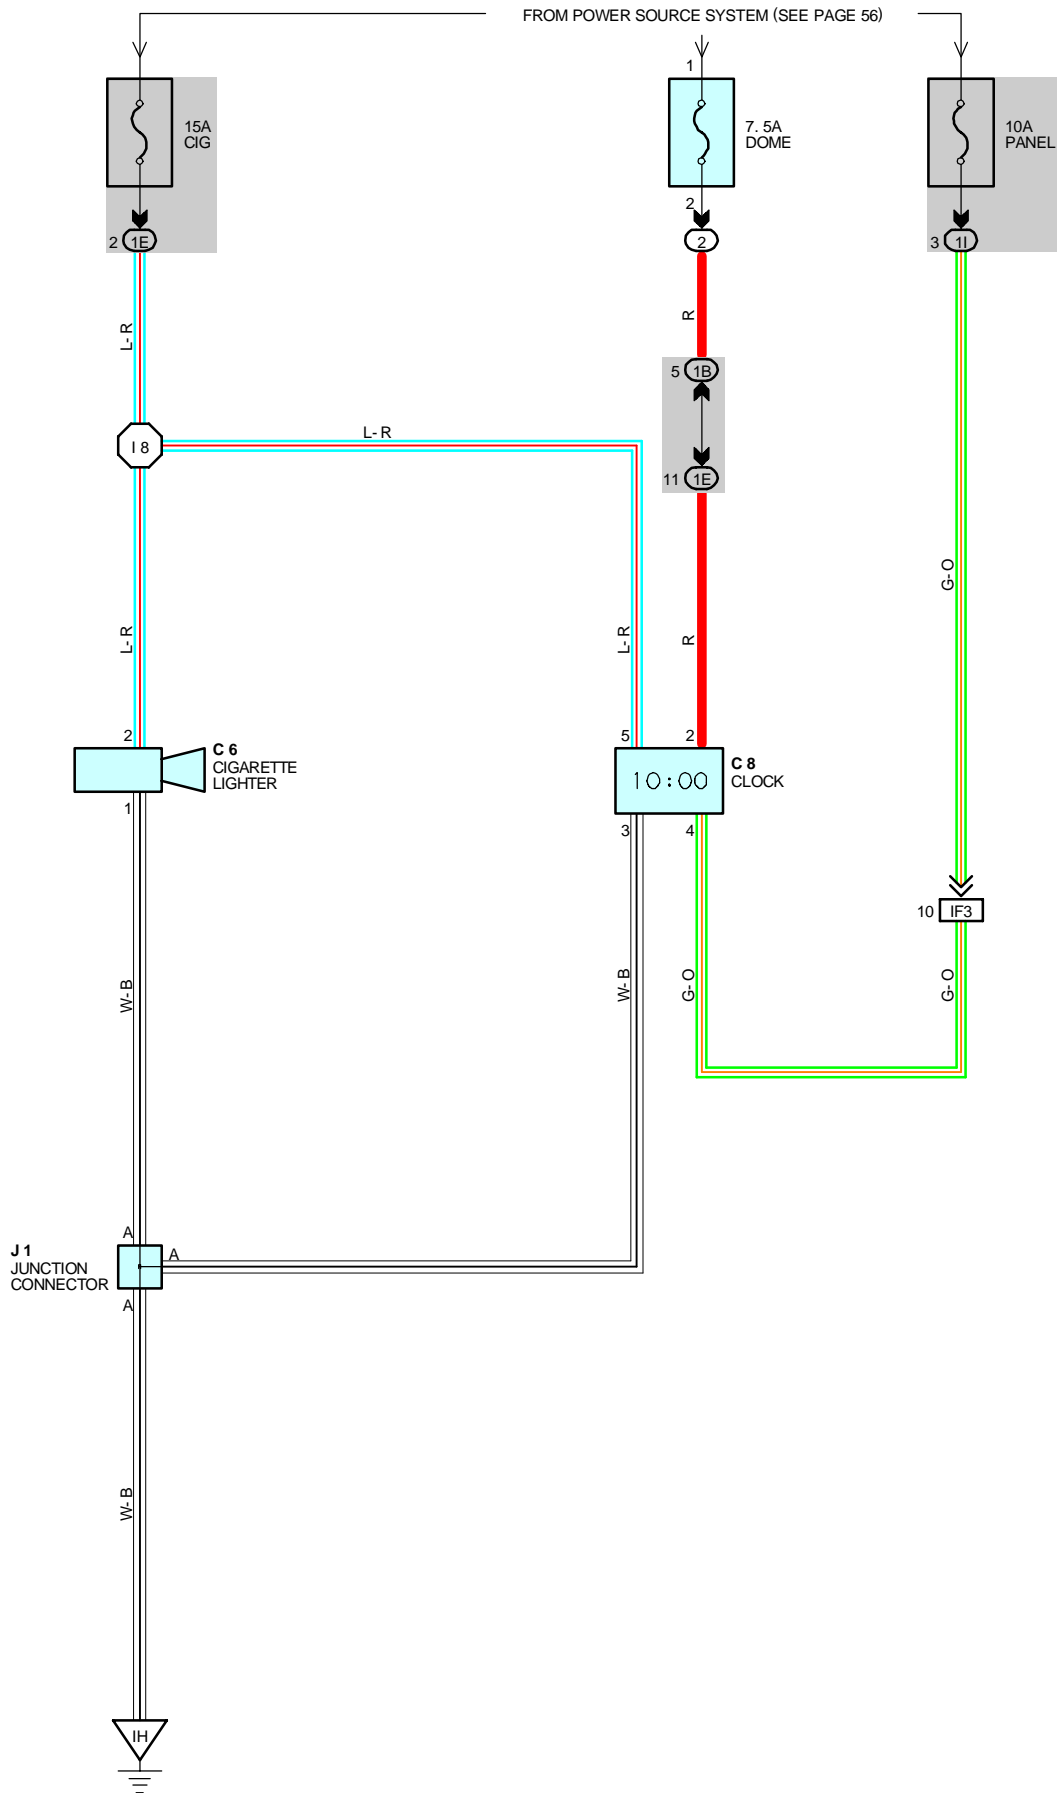 FROM POWER SOURCE SYSTEM (SEE PAGE 56)
1
15A
CIG
7. 5A
DOME
10A
PANEL
2
2 1E
2
3 1I
L- R
R
5 1B
I 8
L- R
11 1E
G- O
L- R
L- R
R
2
5
2
C 6
CIGARETTE
LIGHTER
10:00
C 8
CLOCK
1
3
4
10 IF3
W- B
W- B
G- O
G- O
A
J 1
JUNCTION
CONNECTOR
A
A
W- B
IH